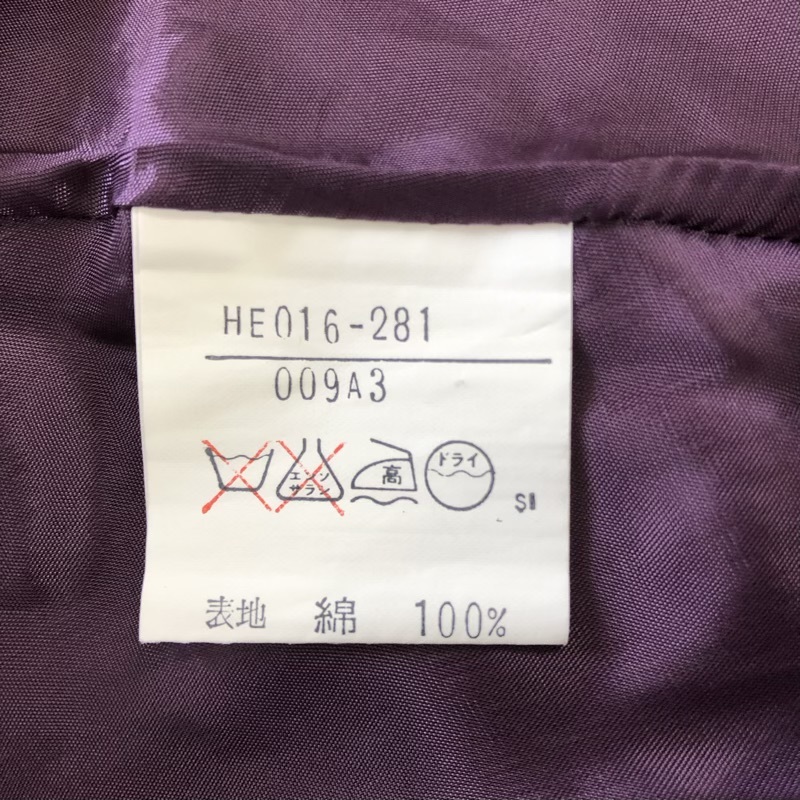 HE016-281
009A3
エンソ
サラシ
高
ドライ
SI
表地 綿 100%